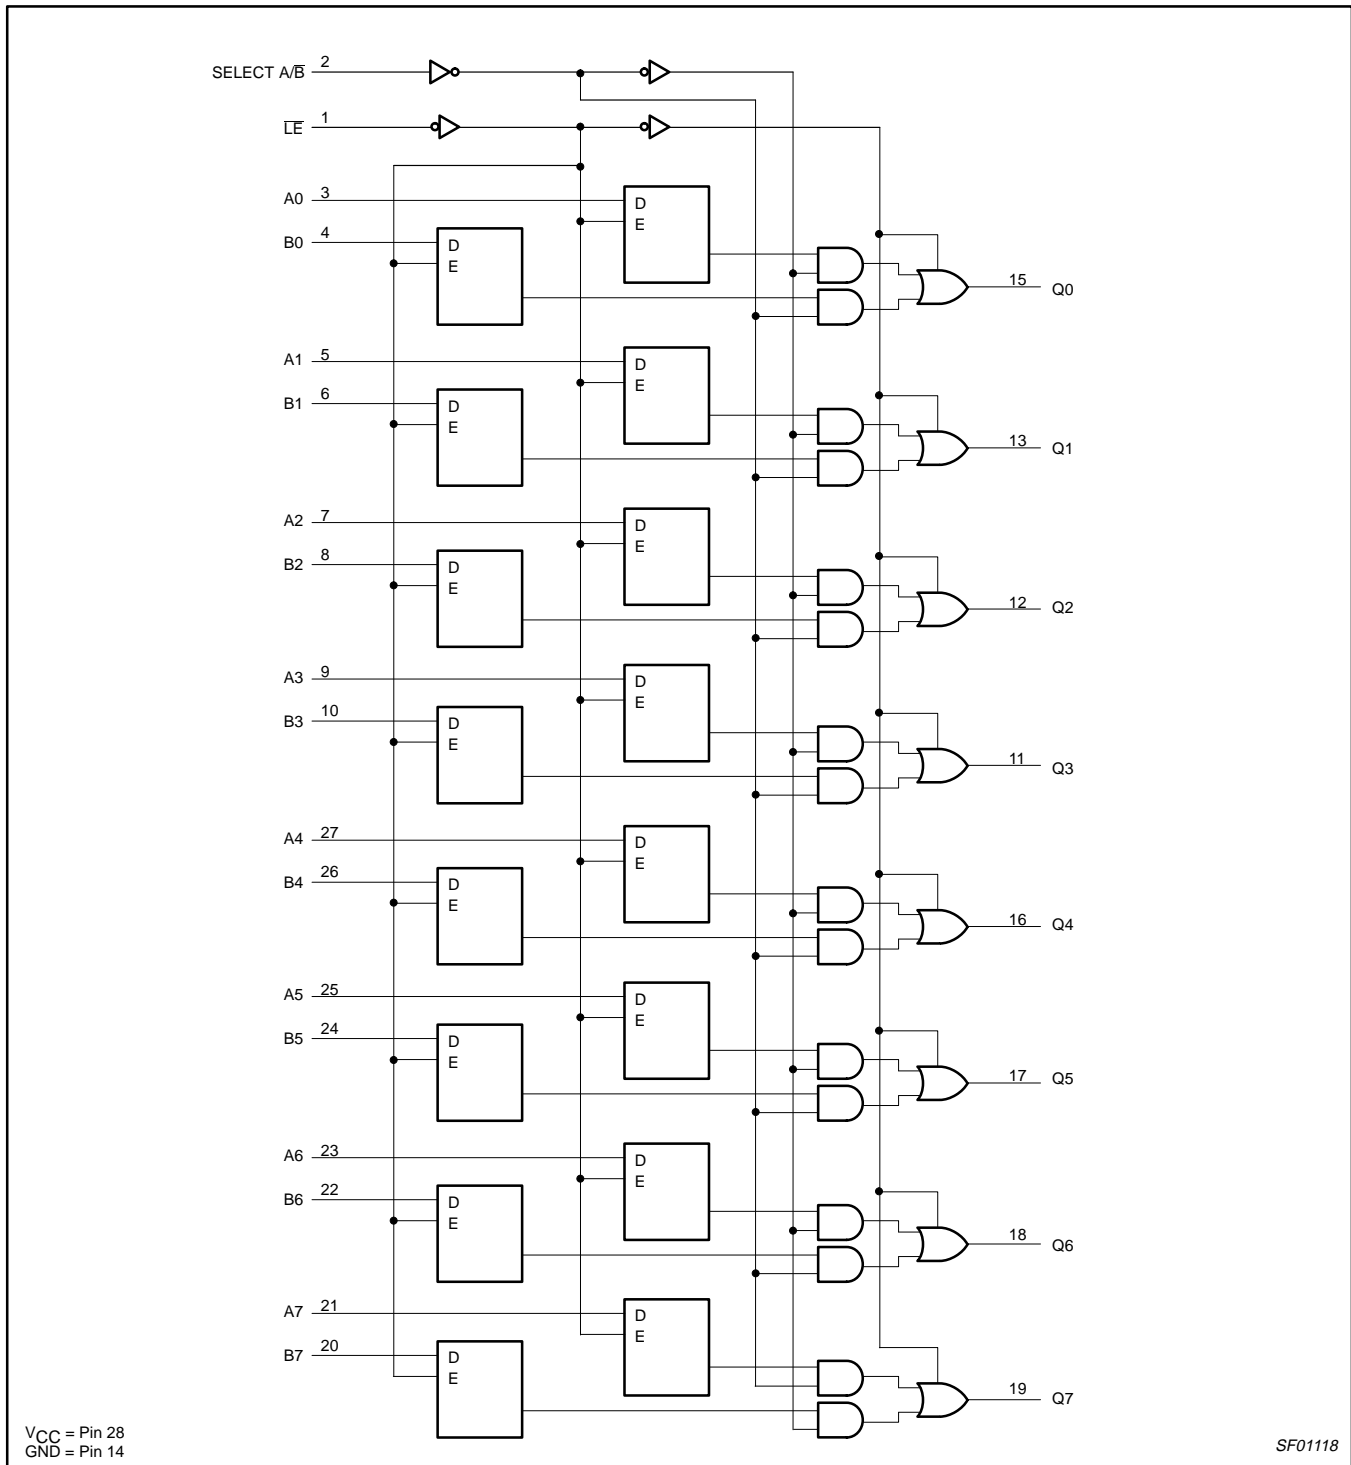 SELECT A/B̅ 2
L̅E̅ 1
A0 3
D
E
B0 4
D
E
15 Q0
A1 5
D
E
B1 6
D
E
13 Q1
A2 7
D
E
B2 8
D
E
12 Q2
A3 9
D
E
B3 10
D
E
11 Q3
A4 27
D
E
B4 26
D
E
16 Q4
A5 25
D
E
B5 24
D
E
17 Q5
A6 23
D
E
B6 22
D
E
18 Q6
A7 21
D
E
B7 20
D
E
19 Q7
VCC = Pin 28
GND = Pin 14
SF01118